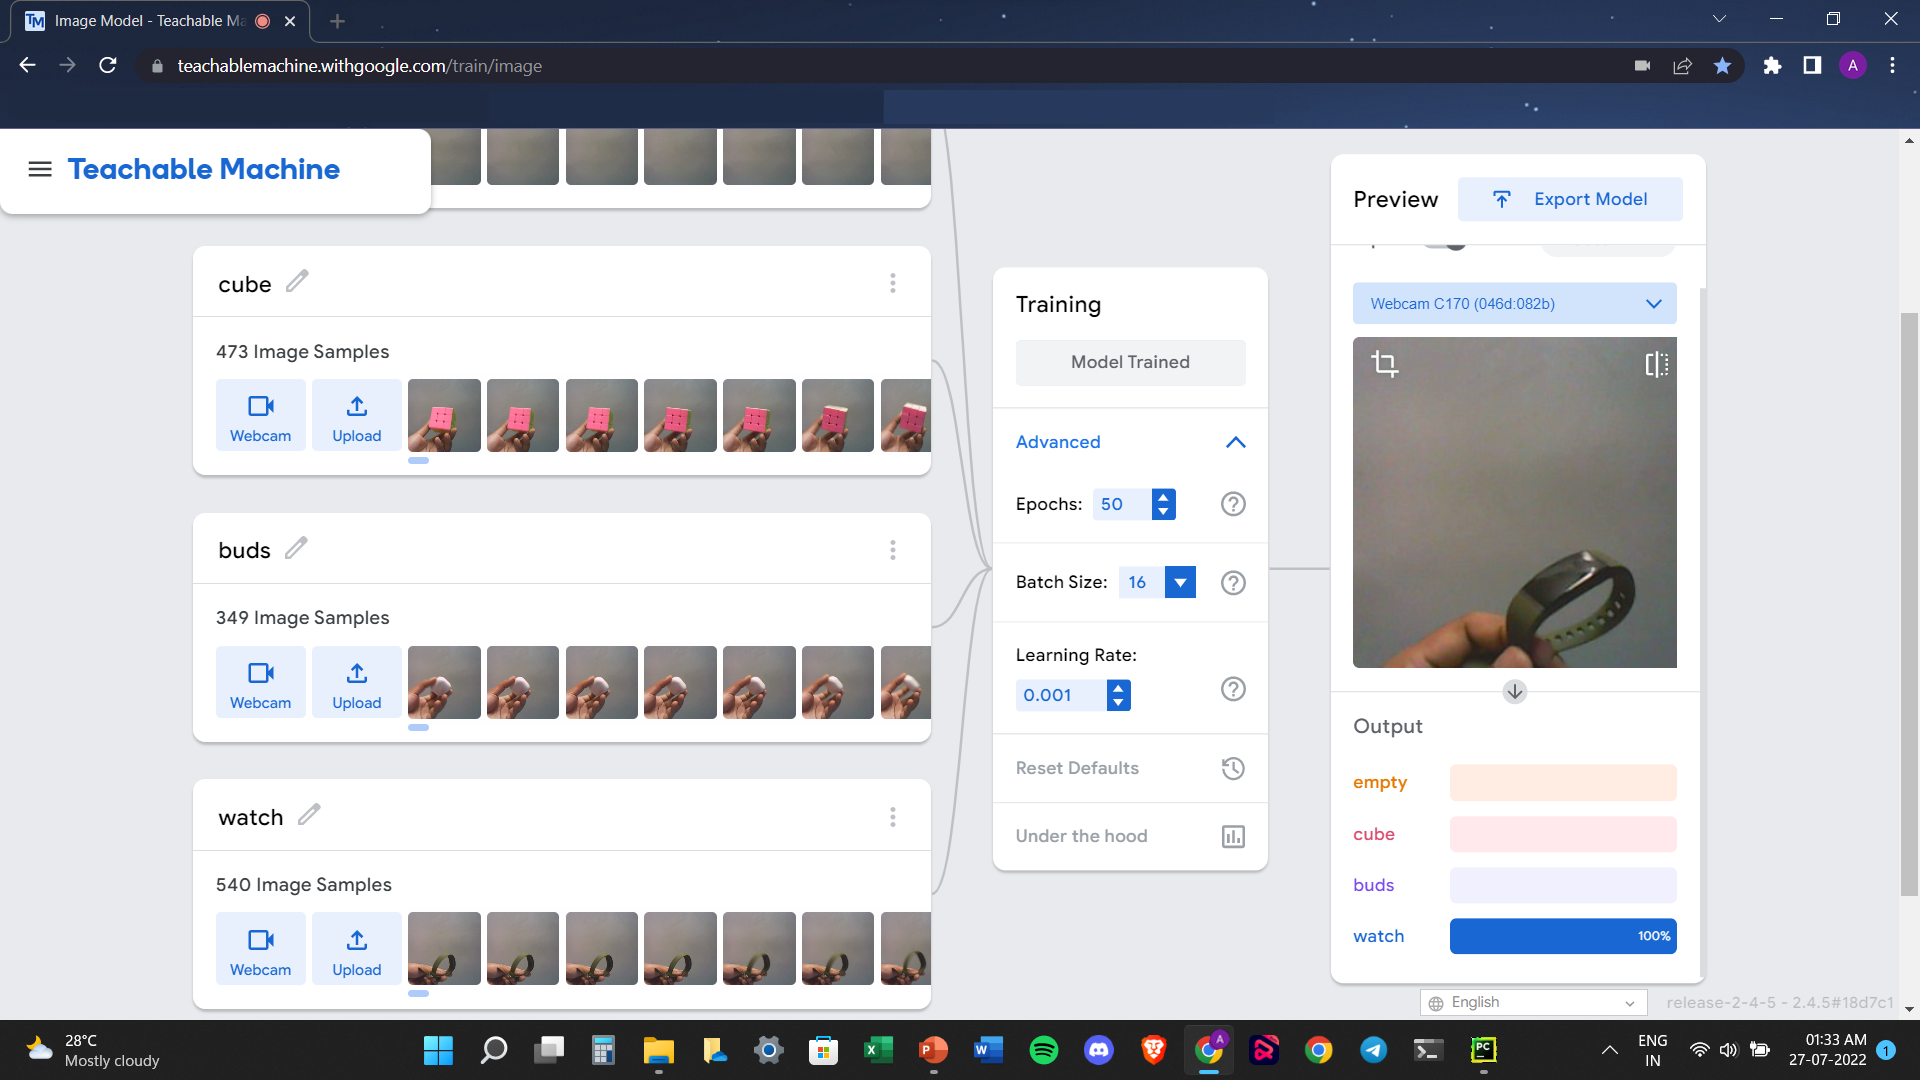 Image Model - Teachable Ma
teachablemachine.withgoogle.com/train/image
A
Teachable Machine
cube
473 Image Samples
Webcam
Upload
buds
349 Image Samples
Webcam
Upload
watch
540 Image Samples
Webcam
Upload
Training
Model Trained
Advanced
Epochs: 50
Batch Size: 16
Learning Rate:
0.001
Reset Defaults
Under the hood
Preview
Export Model
Webcam C170 (046d:082b)
Output
empty
cube
buds
watch 100%
English
release-2-4-5 - 2.4.5#18d7c1
28°C
Mostly cloudy
ENG
IN
01:33 AM
27-07-2022
1